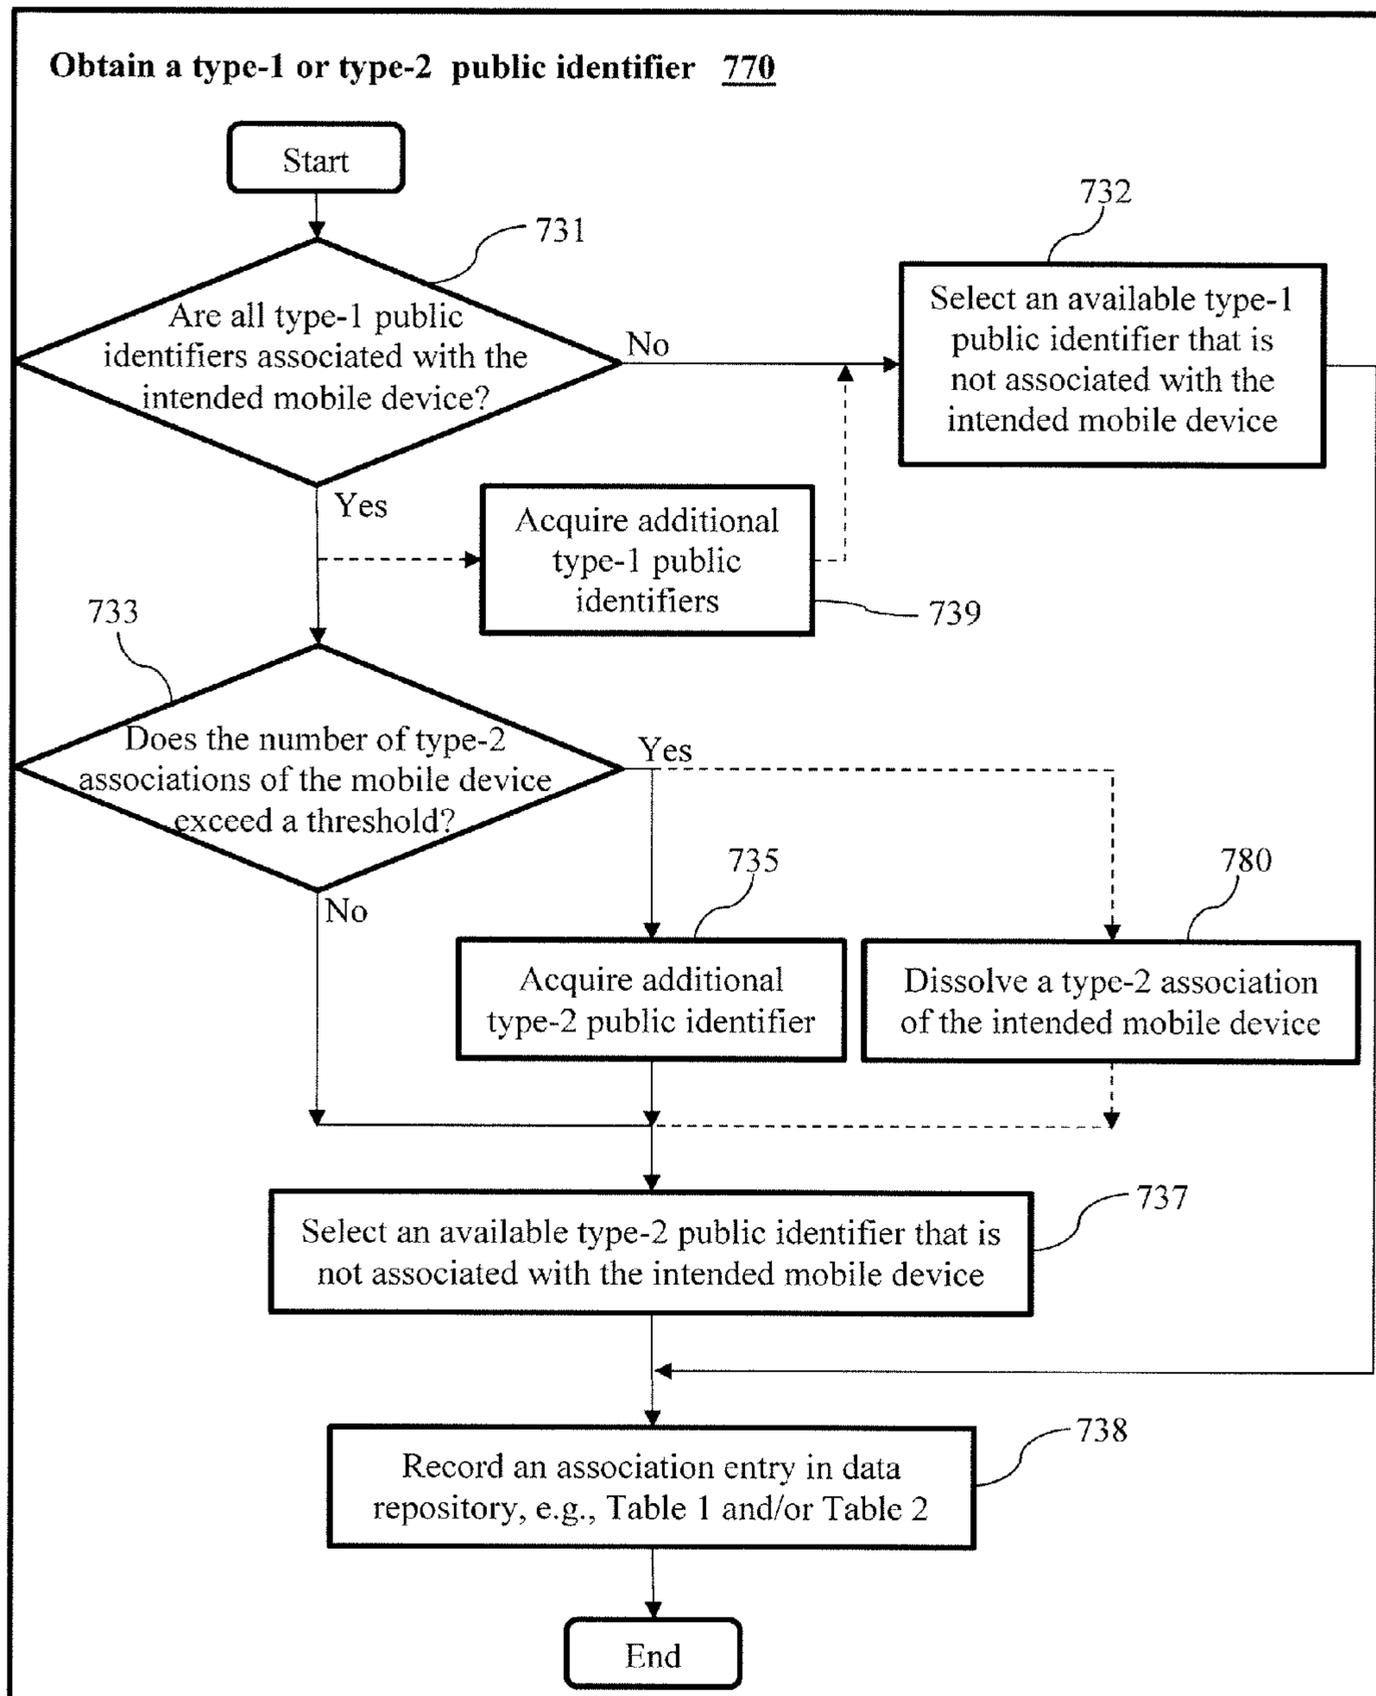 Obtain a type-1 or type-2 public identifier 770
Start
731
732
Are all type-1 public
identifiers associated with the
intended mobile device?
No
Select an available type-1
public identifier that is
not associated with the
intended mobile device
Yes
Acquire additional
type-1 public
identifiers
739
733
Does the number of type-2
associations of the mobile device
exceed a threshold?
Yes
No
735
780
Acquire additional
type-2 public identifier
Dissolve a type-2 association
of the intended mobile device
737
Select an available type-2 public identifier that is
not associated with the intended mobile device
738
Record an association entry in data
repository, e.g., Table 1 and/or Table 2
End